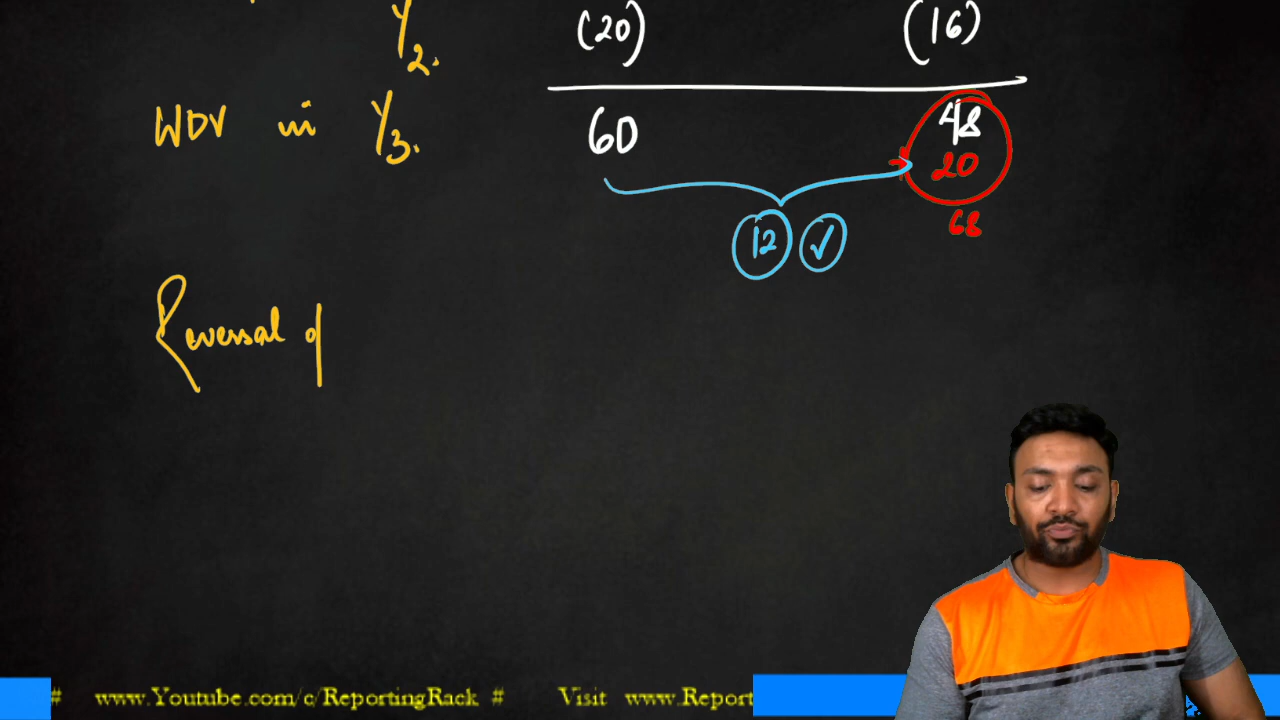 Y2. (20) (16)
WDV in Y3. 60 48
20
68
12 ✓
Reversal of
# www.Youtube.com/c/ReportingRack # Visit www.Report